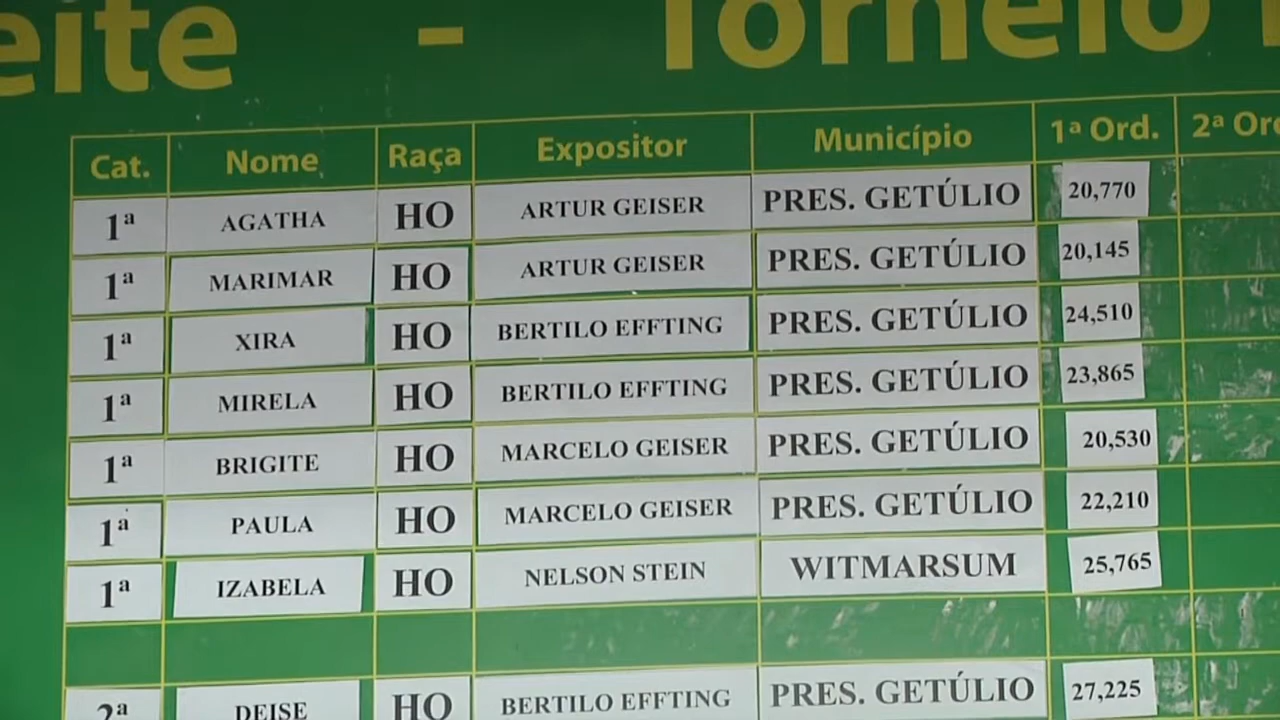 eite - Torneio
Cat. Nome Raça Expositor Município 1ª Ord. 2ª Ord
1ª AGATHA HO ARTUR GEISER PRES. GETÚLIO 20,770
1ª MARIMAR HO ARTUR GEISER PRES. GETÚLIO 20,145
1ª XIRA HO BERTILO EFFTING PRES. GETÚLIO 24,510
1ª MIRELA HO BERTILO EFFTING PRES. GETÚLIO 23,865
1ª BRIGITE HO MARCELO GEISER PRES. GETÚLIO 20,530
1ª PAULA HO MARCELO GEISER PRES. GETÚLIO 22,210
1ª IZABELA HO NELSON STEIN WITMARSUM 25,765
2ª DEISE HO BERTILO EFFTING PRES. GETÚLIO 27,225